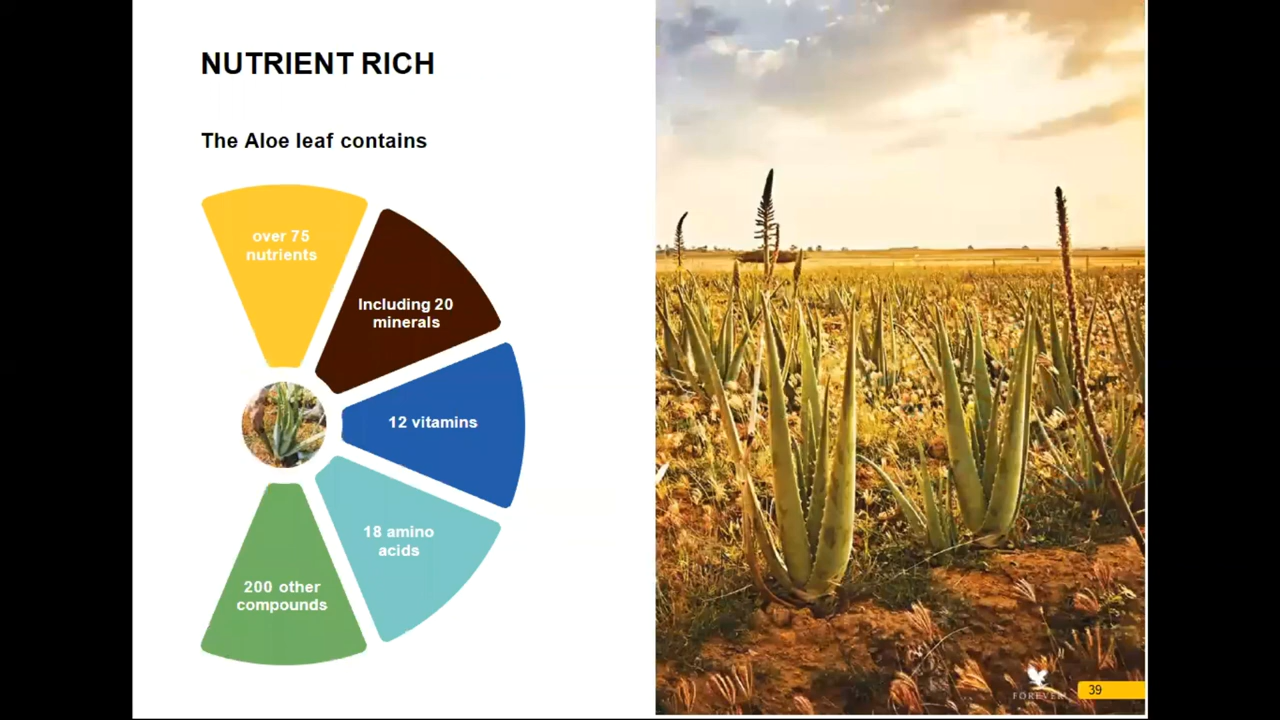 NUTRIENT RICH
The Aloe leaf contains
over 75
nutrients
Including 20
minerals
12 vitamins
18 amino
acids
200 other
compounds
FOREVER
39